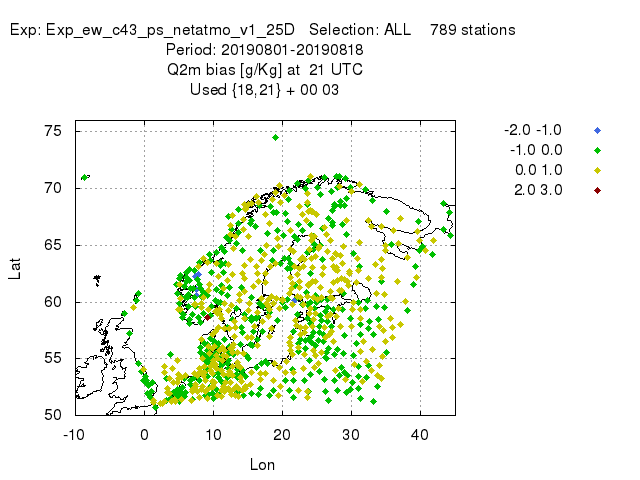 Exp: Exp_ew_c43_ps_netatmo_v1_25D Selection: ALL 789 stations
Period: 20190801-20190818
Q2m bias [g/Kg] at 21 UTC
Used {18,21} + 00 03
-2.0 -1.0
-1.0 0.0
0.0 1.0
2.0 3.0
75
70
65
60
55
50
Lat
-10 0 10 20 30 40
Lon